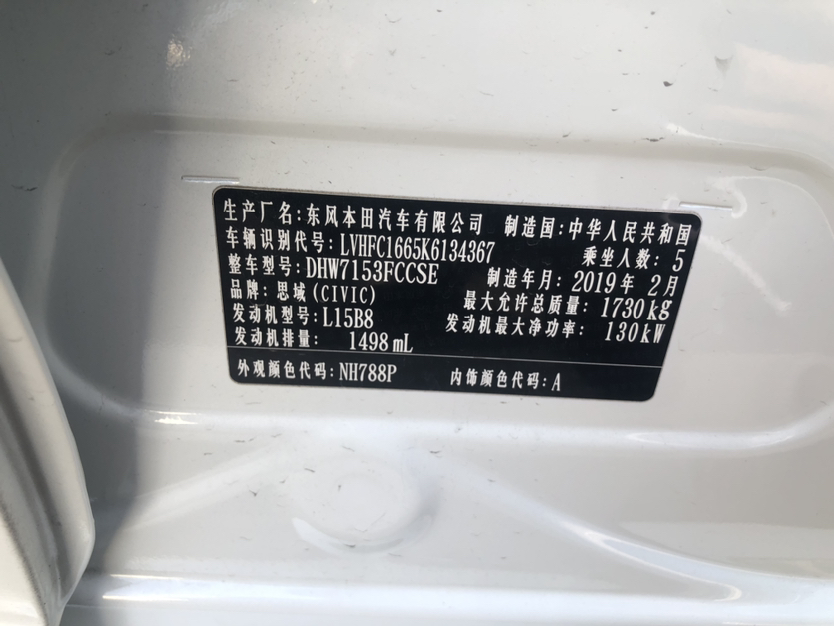 生产厂名:东风本田汽车有限公司 制造国:中华人民共和国
车辆识别代号:LVHFC1665K6134367 乘坐人数:5
整车型号:DHW7153FCCSE 制造年月:2019年 2月
品牌:思域(CIVIC) 最大允许总质量:1730kg
发动机型号:L15B8 发动机最大净功率:130kW
发动机排量: 1498mL
外观颜色代码:NH788P 内饰颜色代码:A